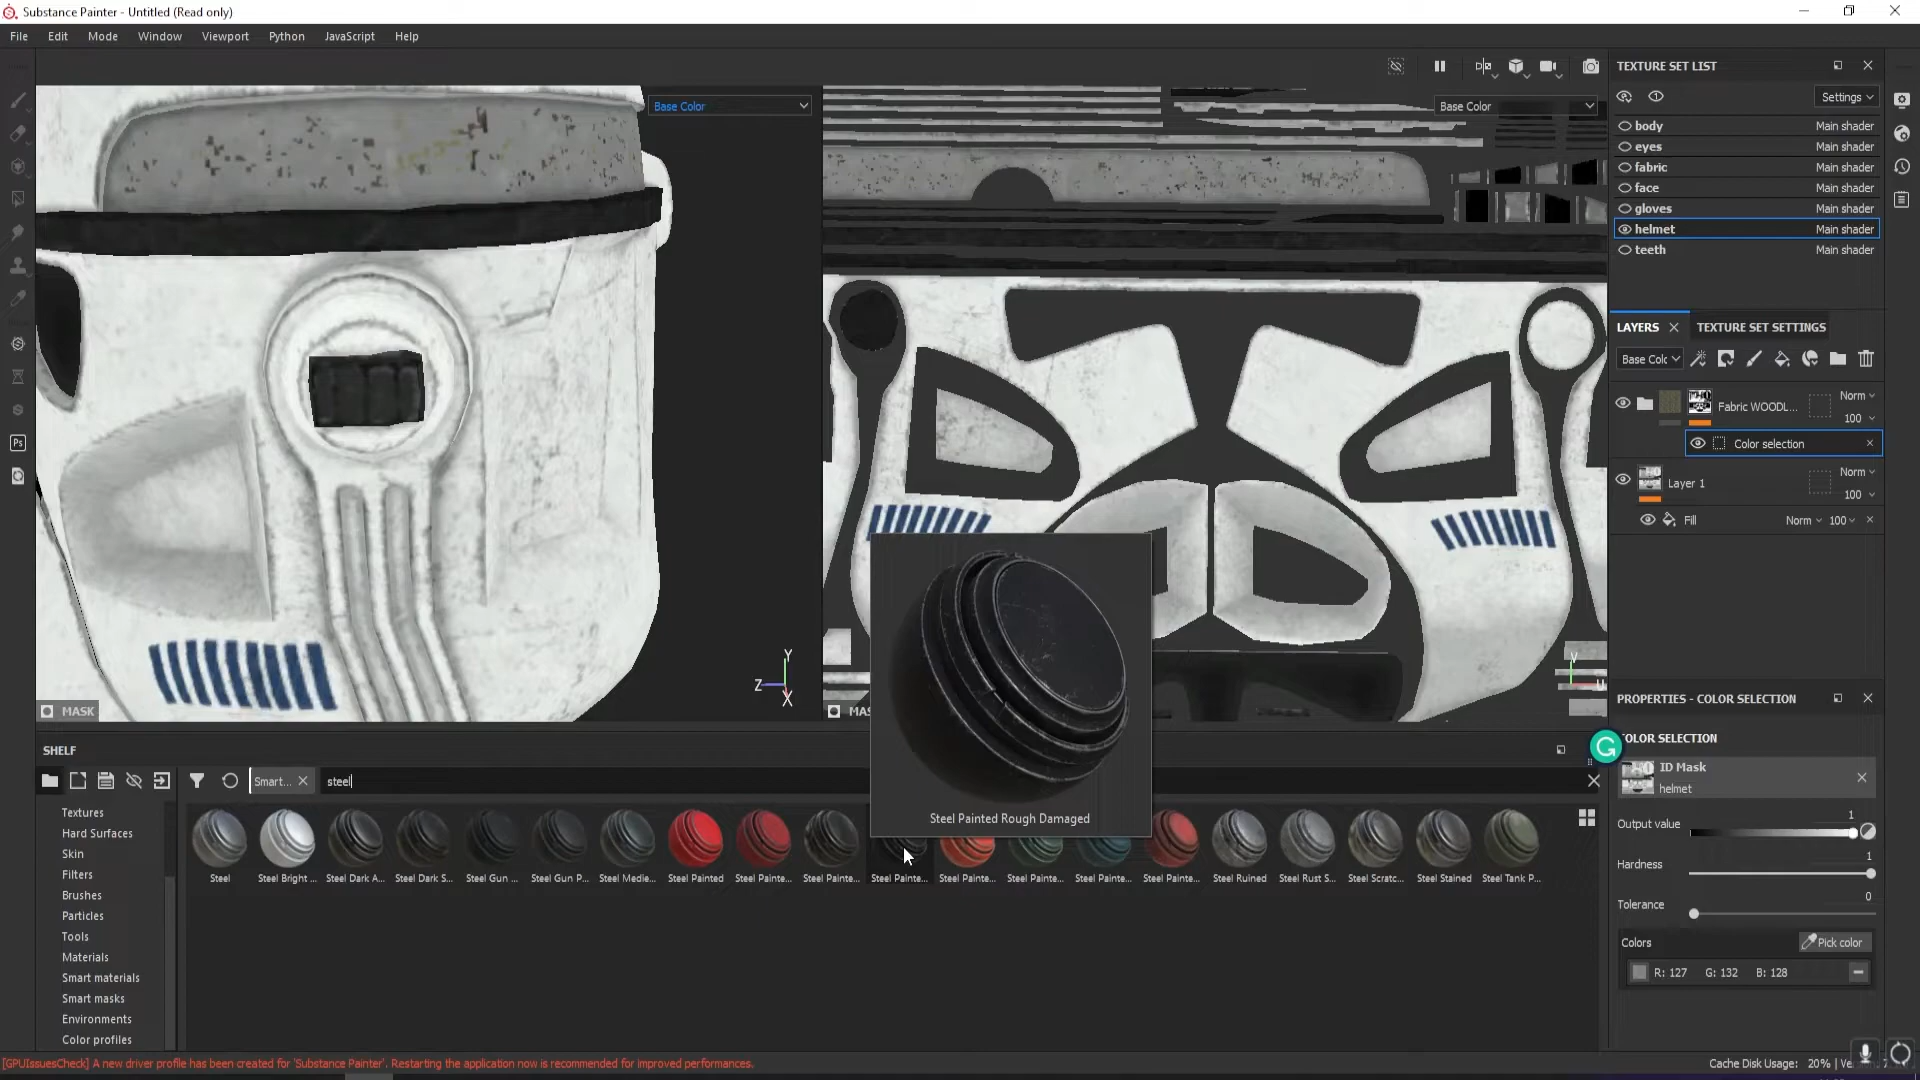 Substance Painter - Untitled (Read only)
File Edit Mode Window Viewport Python JavaScript Help
Base Color
Base Color
TEXTURE SET LIST
Settings
body Main shader
eyes Main shader
fabric Main shader
face Main shader
gloves Main shader
helmet Main shader
teeth Main shader
LAYERS
TEXTURE SET SETTINGS
Base Colc
Fabric WOODL...
Norm
100
Color selection
Layer 1
Norm
100
Fill Norm 100
Ps
Y
Z
X
MASK
PROPERTIES - COLOR SELECTION
COLOR SELECTION
ID Mask
helmet
Output value 1
Hardness 1
Tolerance 0
Colors Pick color
R: 127 G: 132 B: 128
SHELF
Smart... steel
Steel Painted Rough Damaged
Textures
Hard Surfaces
Skin
Filters
Brushes
Particles
Tools
Materials
Smart materials
Smart masks
Environments
Color profiles
Steel Steel Bright ... Steel Dark A... Steel Dark S... Steel Gun ... Steel Gun P... Steel Medie... Steel Painted Steel Painte... Steel Painte... Steel Painte... Steel Painte... Steel Painte... Steel Painte... Steel Painte... Steel Ruined Steel Rust S... Steel Scratc... Steel Stained Steel Tank P...
[GPUIssuesCheck] A new driver profile has been created for 'Substance Painter'. Restarting the application now is recommended for improved performances.
Cache Disk Usage: 20% |